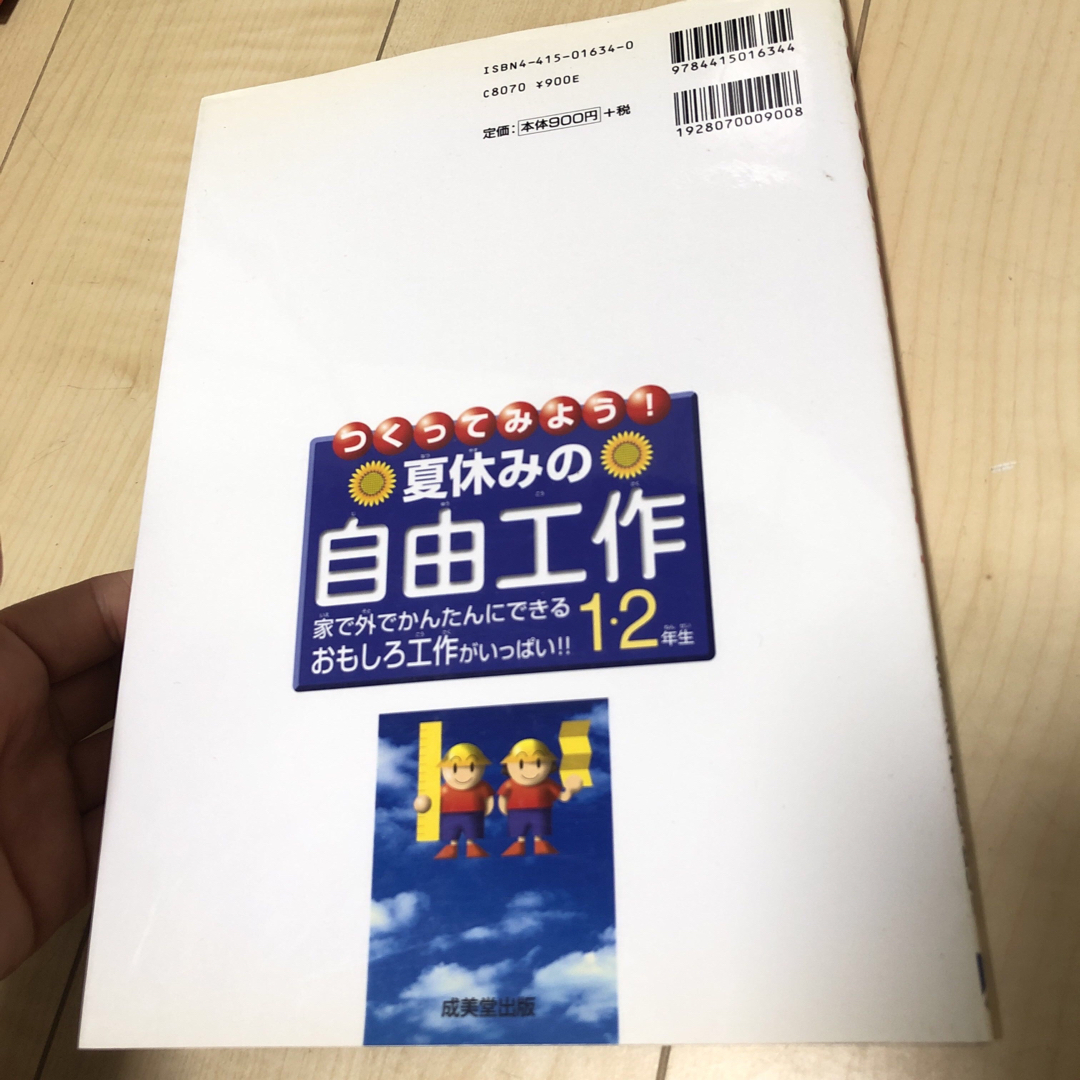 ISBN4-415-01634-0
C8070 ¥900E
定価:本体900円+税
9784415016344
1928070009008
つくってみよう!
夏休みの
自由工作
家で外でかんたんにできる
おもしろ工作がいっぱい!!
1・2年生
成美堂出版